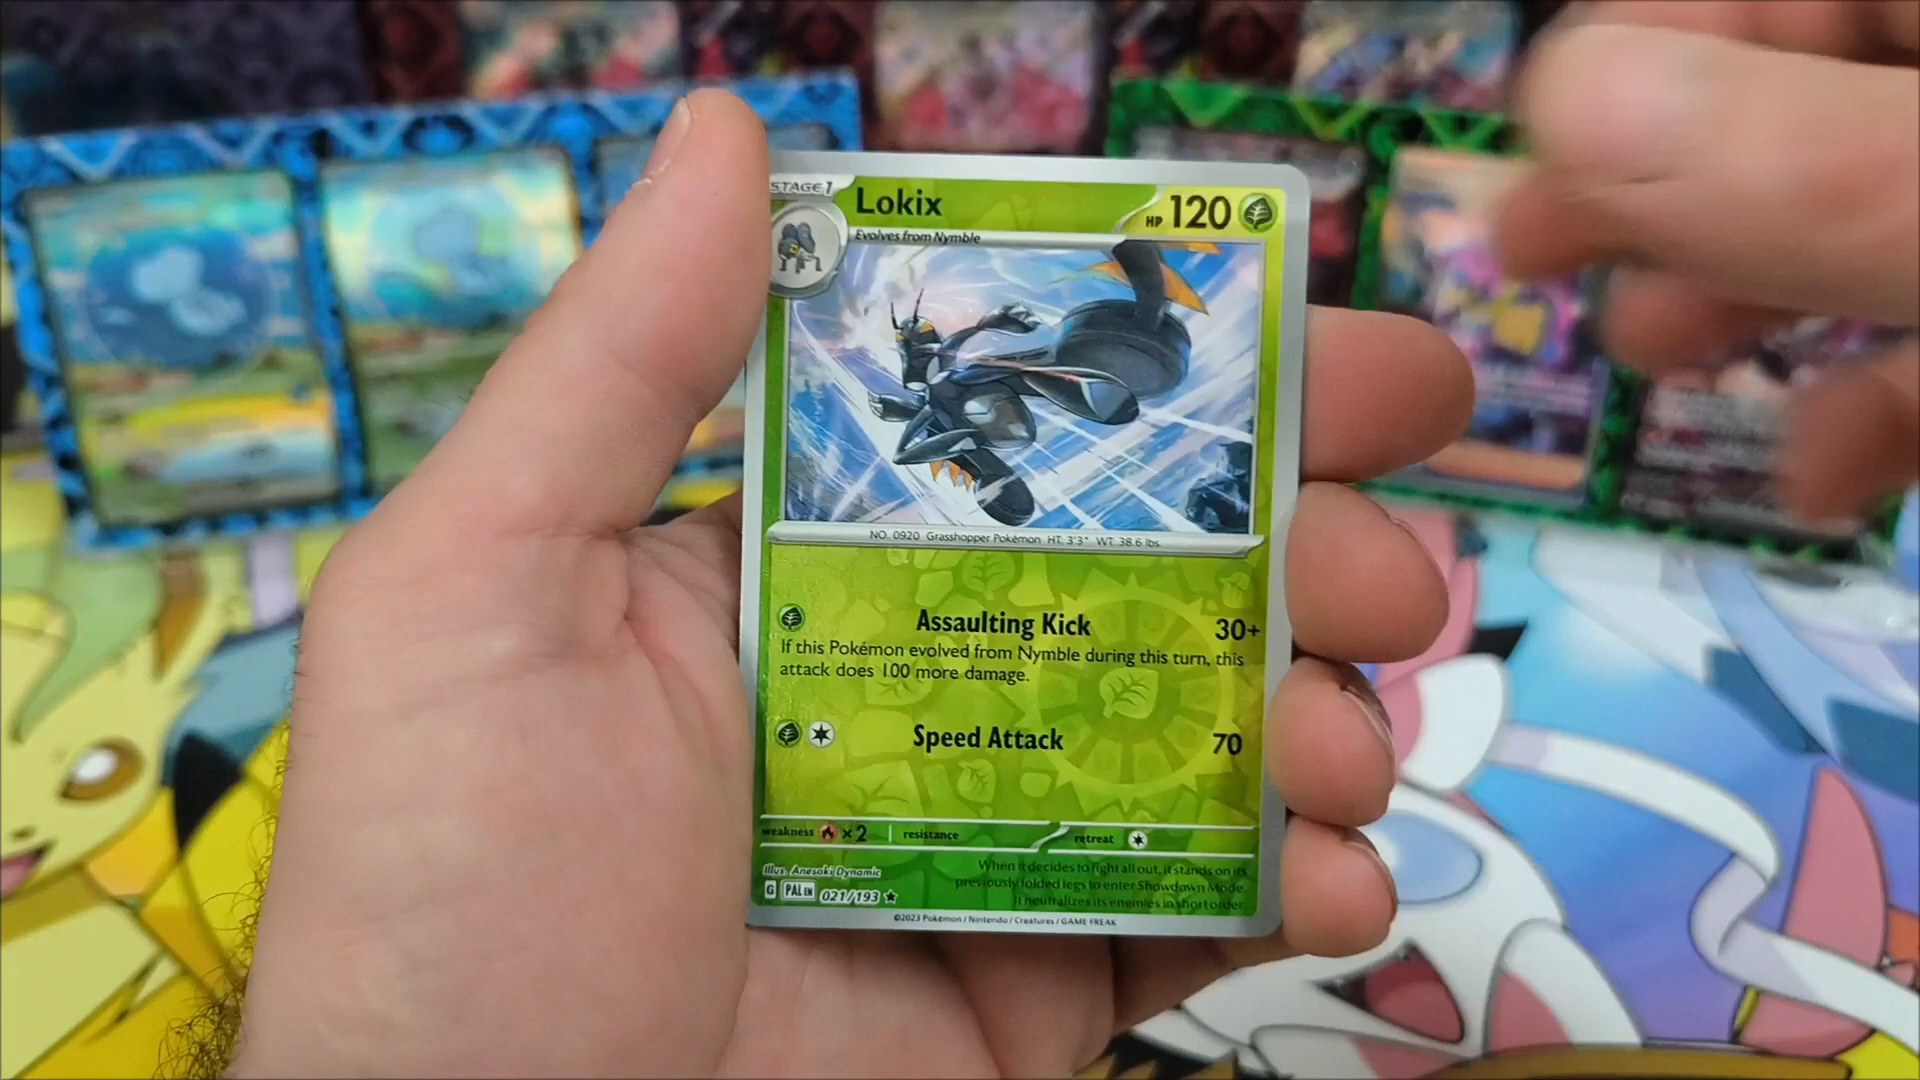 STAGE1
Lokix
HP 120
Evolves from Nymble
NO. 0920 Grasshopper Pokémon HT: 3'3" WT: 38.6 lbs.
Assaulting Kick 30+
If this Pokémon evolved from Nymble during this turn, this
attack does 100 more damage.
Speed Attack 70
weakness ×2 resistance retreat
Illus. Anesaki Dynamic
G PAL EN 021/193 ★
When it decides to fight all out, it stands on its
previously folded legs to enter Showdown Mode.
It neutralizes its enemies in short order.
©2023 Pokémon / Nintendo / Creatures / GAME FREAK